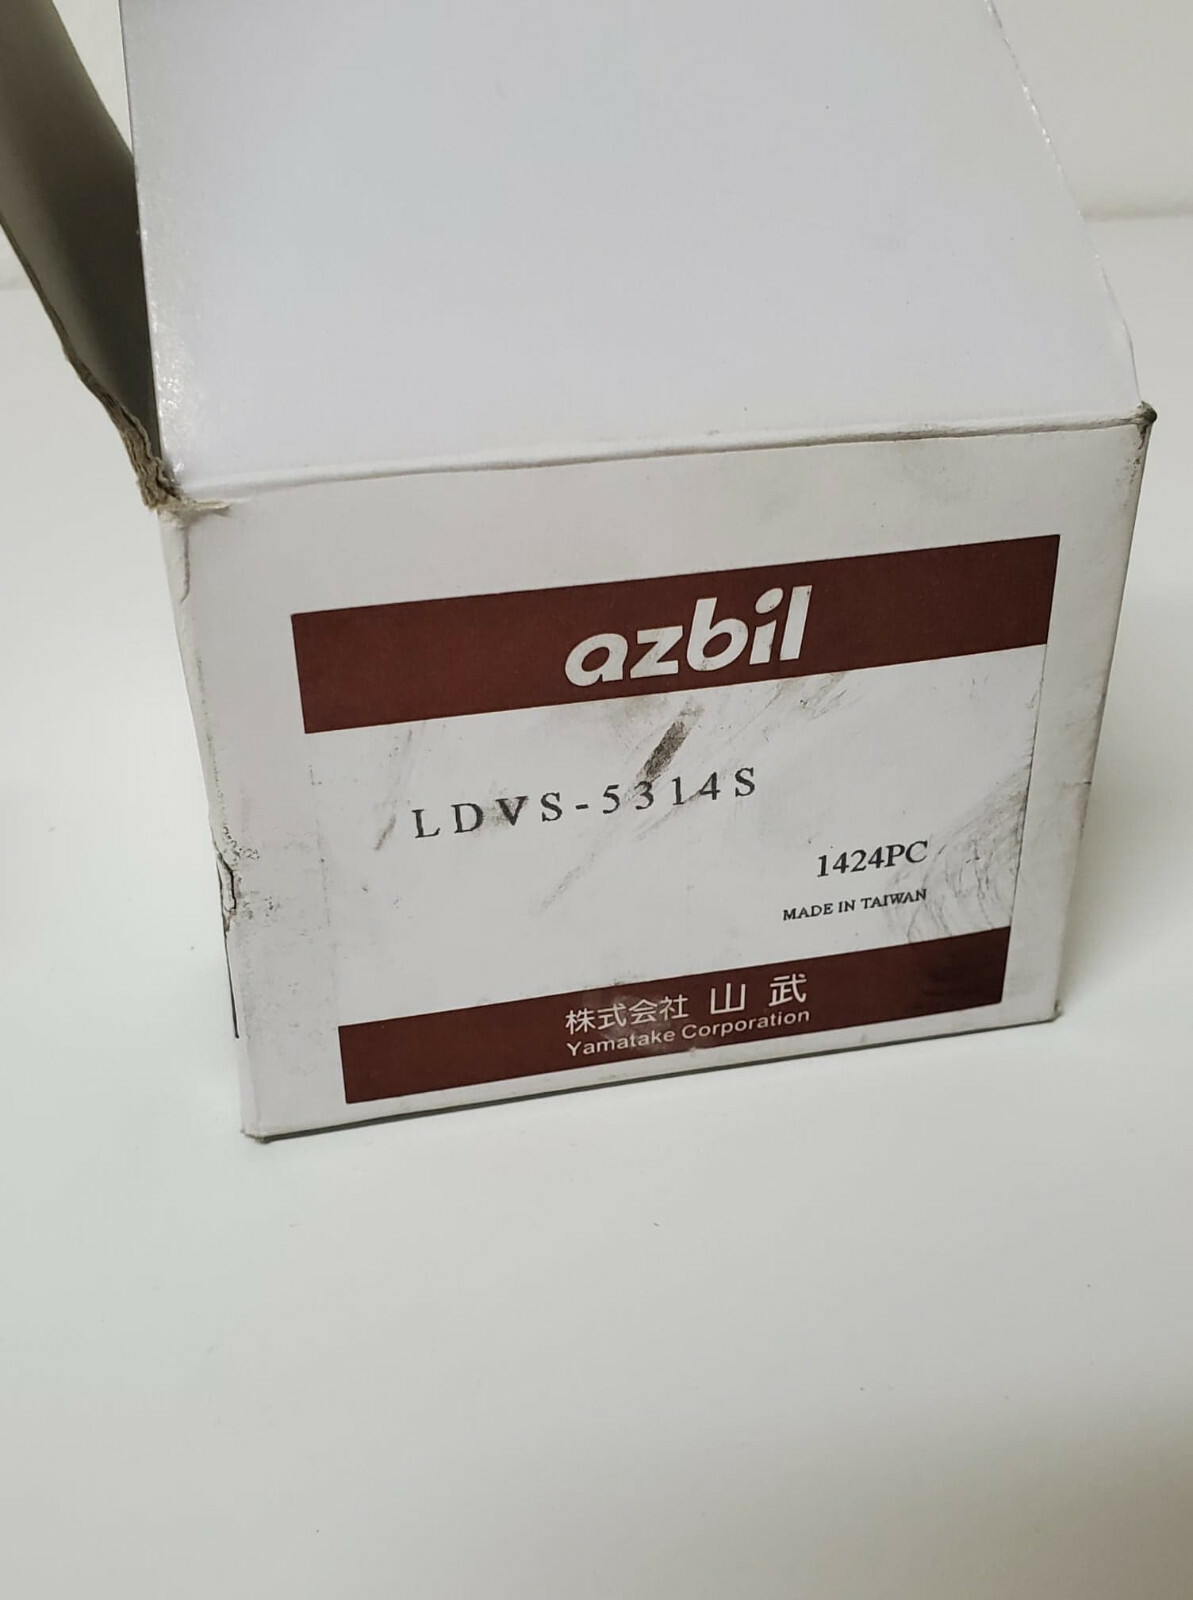 azbil
LDVS-5314S
1424PC
MADE IN TAIWAN
株式会社 山武
Yamatake Corporation